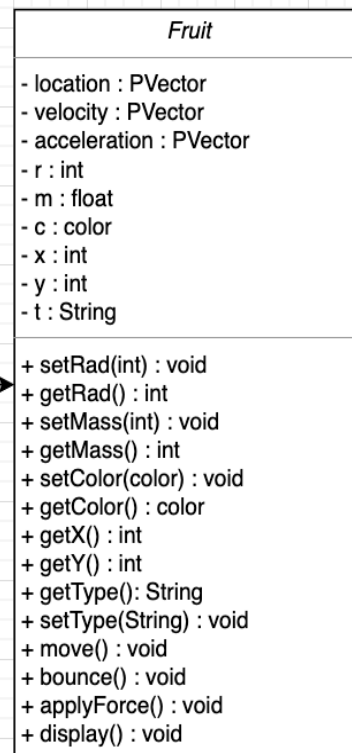 Fruit
- location : PVector
- velocity : PVector
- acceleration : PVector
- r : int
- m : float
- c : color
- x : int
- y : int
- t : String
+ setRad(int) : void
+ getRad() : int
+ setMass(int) : void
+ getMass() : int
+ setColor(color) : void
+ getColor() : color
+ getX() : int
+ getY() : int
+ getType(): String
+ setType(String) : void
+ move() : void
+ bounce() : void
+ applyForce() : void
+ display() : void